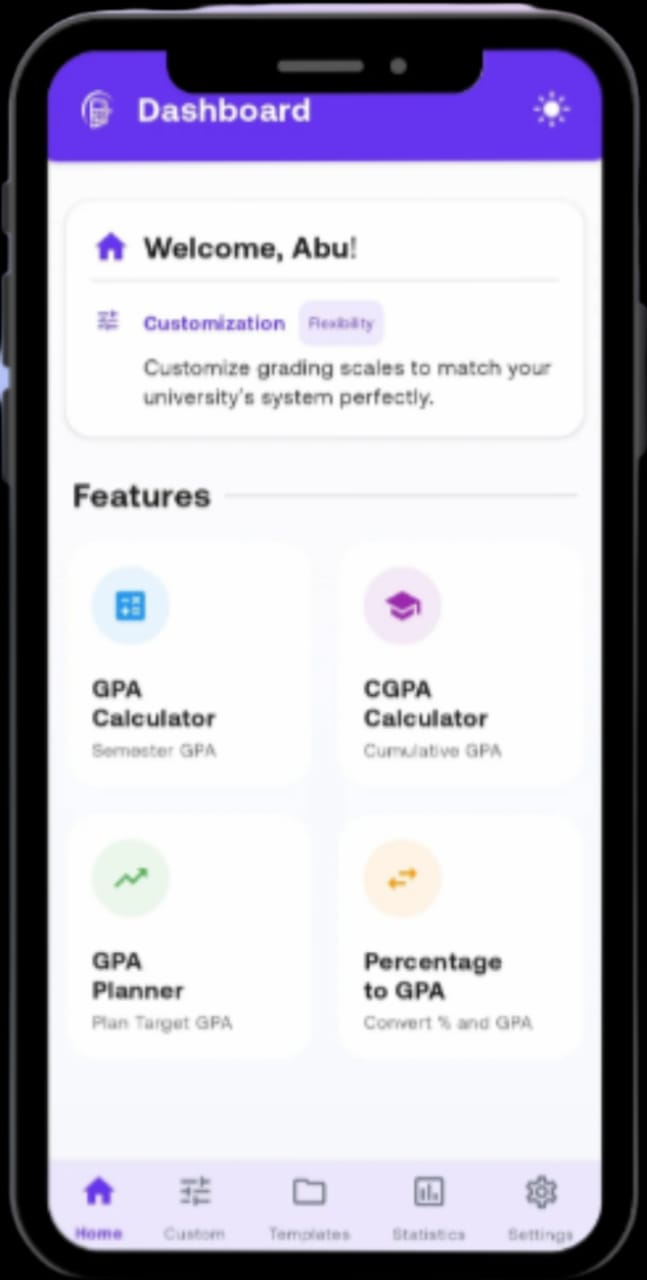 Dashboard
Welcome, Abu!
Customization
Flexibility
Customize grading scales to match your
university's system perfectly.
Features
GPA
Calculator
Semester GPA
CGPA
Calculator
Cumulative GPA
GPA
Planner
Plan Target GPA
Percentage
to GPA
Convert % and GPA
Home
Custom
Templates
Statistics
Settings